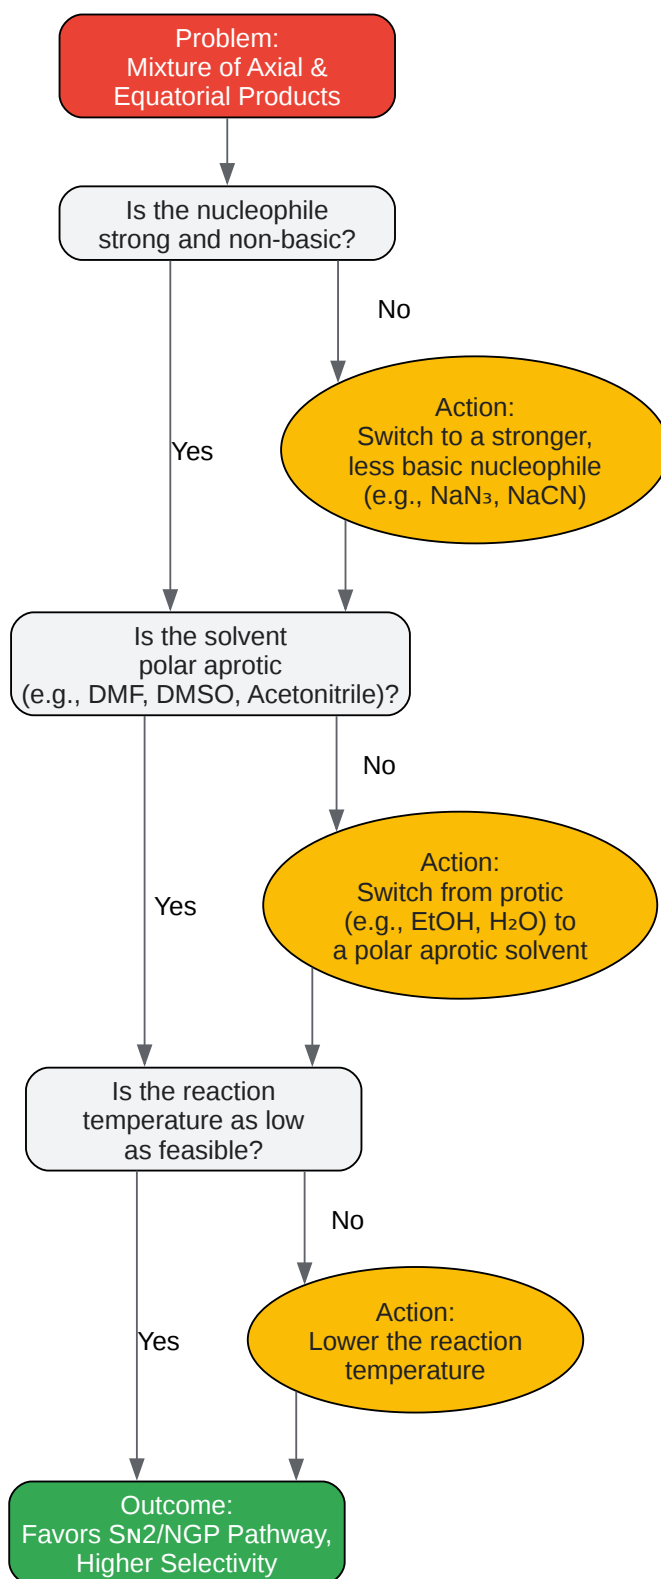 Problem:
Mixture of Axial &
Equatorial Products
Is the nucleophile
strong and non-basic?
No
Action:
Switch to a stronger,
less basic nucleophile
(e.g., NaN₃, NaCN)
Yes
Is the solvent
polar aprotic
(e.g., DMF, DMSO, Acetonitrile)?
No
Action:
Switch from protic
(e.g., EtOH, H₂O) to
a polar aprotic solvent
Yes
Is the reaction
temperature as low
as feasible?
No
Action:
Lower the reaction
temperature
Yes
Outcome:
Favors Sɴ2/NGP Pathway,
Higher Selectivity